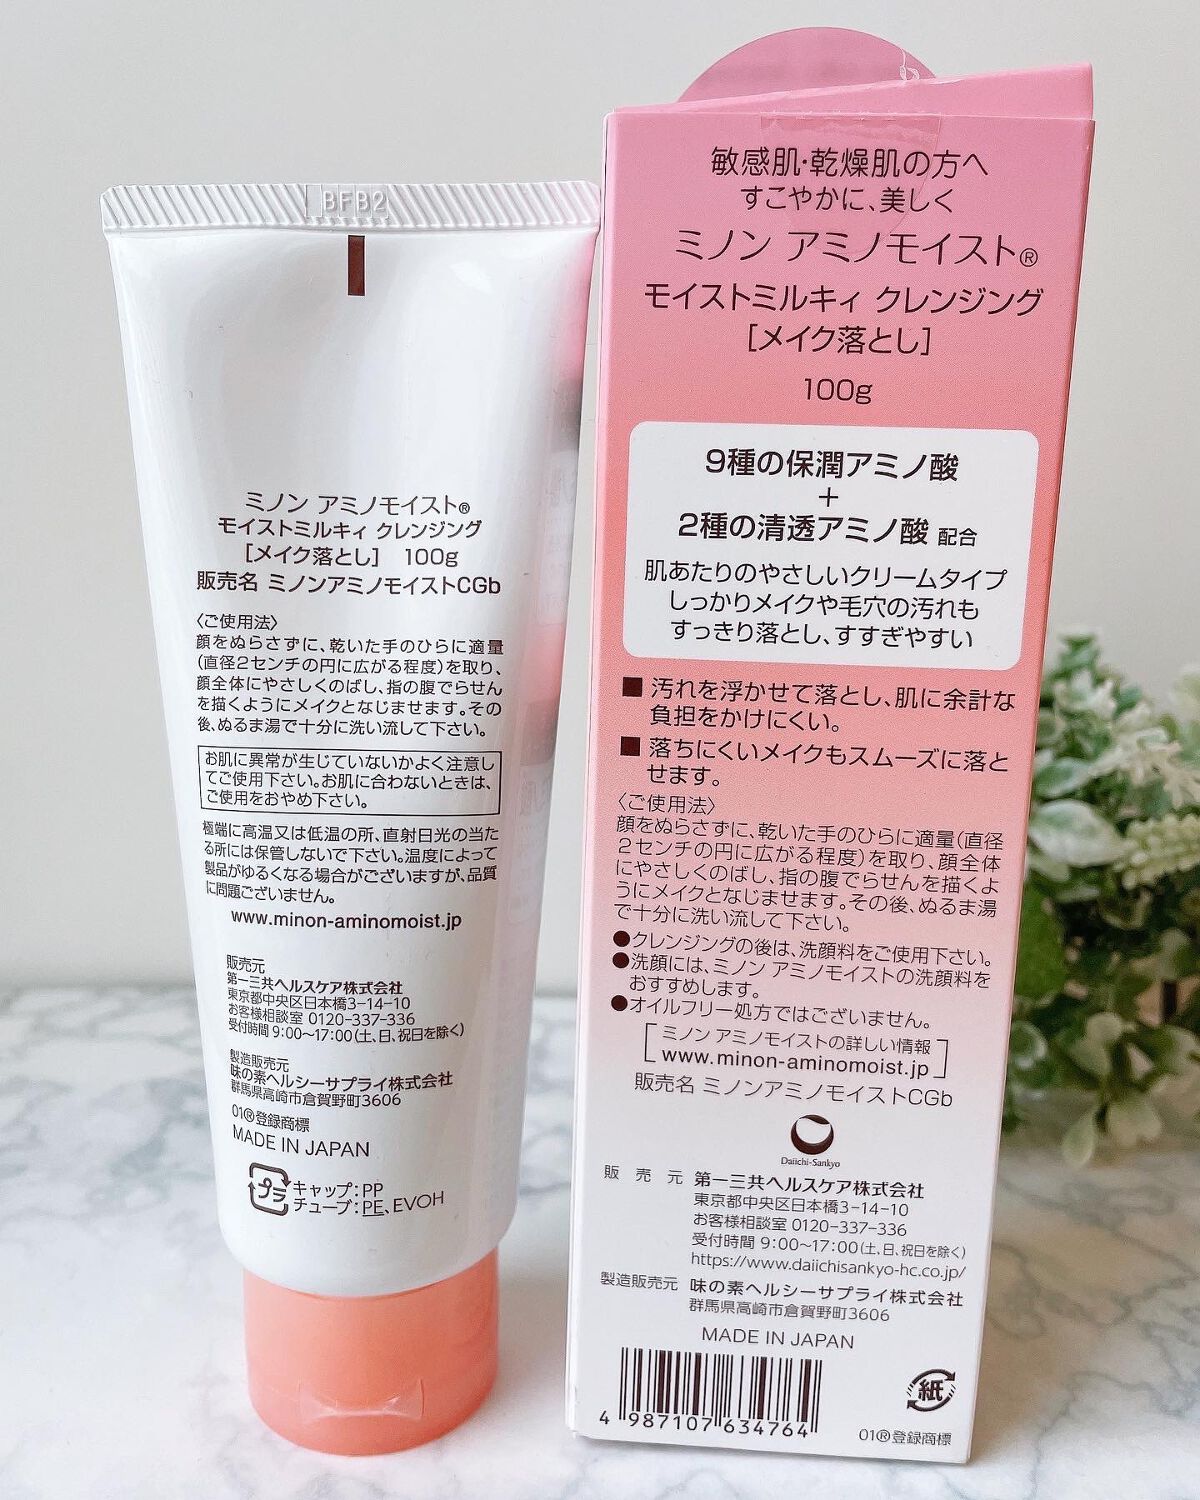 BFB2
ミノン アミノモイスト®
モイストミルキィ クレンジング
[メイク落とし] 100g
販売名 ミノンアミノモイストCGb
〈ご使用法〉
顔をぬらさずに、乾いた手のひらに適量
(直径2センチの円に広がる程度)を取り、
顔全体にやさしくのばし、指の腹でらせん
を描くようにメイクとなじませます。その
後、ぬるま湯で十分に洗い流して下さい。
お肌に異常が生じていないかよく注意し
てご使用下さい。お肌に合わないときは、
ご使用をおやめ下さい。
極端に高温又は低温の所、直射日光の当た
る所には保管しないで下さい。温度によって
製品がゆるくなる場合がございますが、品質
に問題ございません。
www.minon-aminomoist.jp
販売元
第一三共ヘルスケア株式会社
東京都中央区日本橋3-14-10
お客様相談室 0120-337-336
受付時間 9:00〜17:00(土、日、祝日を除く)
製造販売元
味の素ヘルシーサプライ株式会社
群馬県高崎市倉賀野町3606
01®登録商標
MADE IN JAPAN
プラ
キャップ:PP
チューブ:PE、EVOH
敏感肌・乾燥肌の方へ
すこやかに、美しく
ミノン アミノモイスト®
モイストミルキィ クレンジング
[メイク落とし]
100g
9種の保潤アミノ酸
+
2種の清透アミノ酸 配合
肌あたりのやさしいクリームタイプ
しっかりメイクや毛穴の汚れも
すっきり落とし、すすぎやすい
■ 汚れを浮かせて落とし、肌に余計な
負担をかけにくい。
■ 落ちにくいメイクもスムーズに落と
せます。
〈ご使用法〉
顔をぬらさずに、乾いた手のひらに適量(直径
2センチの円に広がる程度)を取り、顔全体
にやさしくのばし、指の腹でらせんを描くよ
うにメイクとなじませます。その後、ぬるま湯
で十分に洗い流して下さい。
●クレンジングの後は、洗顔料をご使用下さい。
●洗顔には、ミノン アミノモイストの洗顔料を
おすすめします。
●オイルフリー処方ではございません。
ミノン アミノモイストの詳しい情報
www.minon-aminomoist.jp
販売名 ミノンアミノモイストCGb
Daiichi-Sankyo
販売元 第一三共ヘルスケア株式会社
東京都中央区日本橋3-14-10
お客様相談室 0120-337-336
受付時間 9:00〜17:00(土、日、祝日を除く)
https://www.daiichisankyo-hc.co.jp/
製造販売元 味の素ヘルシーサプライ株式会社
群馬県高崎市倉賀野町3606
MADE IN JAPAN
4 987107 634764
紙
01®登録商標